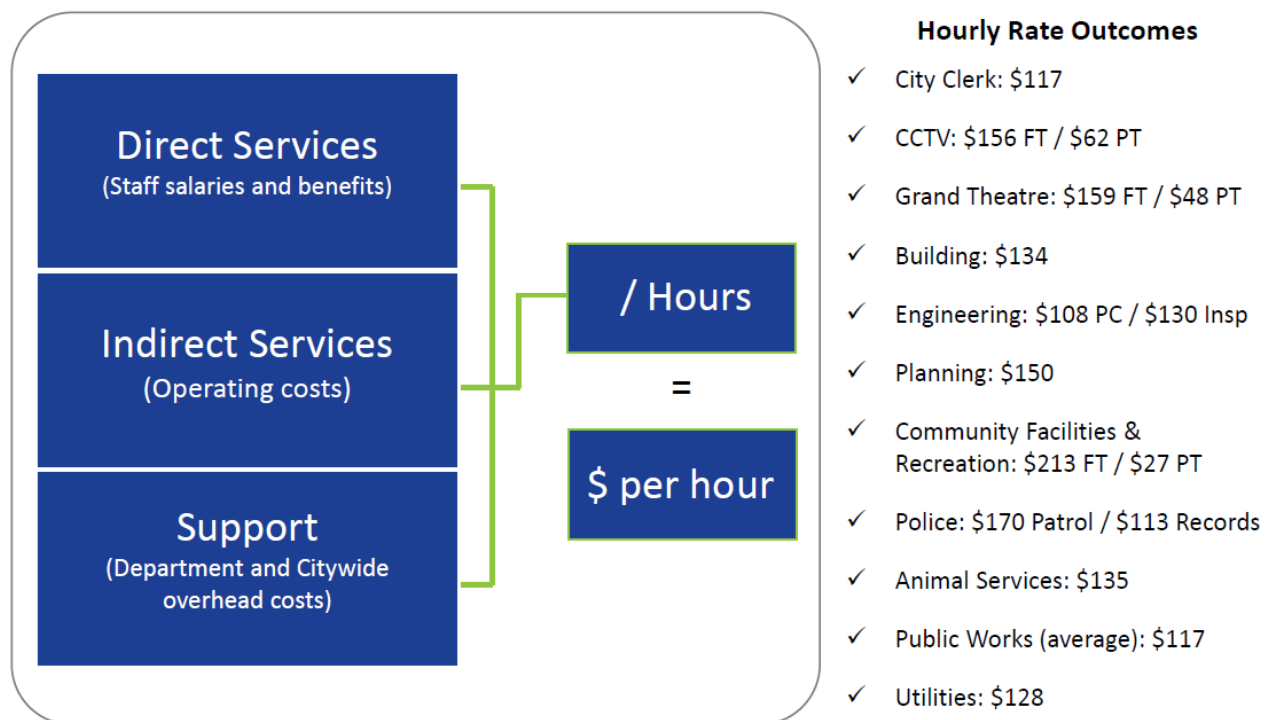 Direct Services
(Staff salaries and benefits)
Indirect Services
(Operating costs)
Support
(Department and Citywide
overhead costs)
/ Hours
=
$ per hour
Hourly Rate Outcomes
✓ City Clerk: $117
✓ CCTV: $156 FT / $62 PT
✓ Grand Theatre: $159 FT / $48 PT
✓ Building: $134
✓ Engineering: $108 PC / $130 Insp
✓ Planning: $150
✓ Community Facilities &
Recreation: $213 FT / $27 PT
✓ Police: $170 Patrol / $113 Records
✓ Animal Services: $135
✓ Public Works (average): $117
✓ Utilities: $128